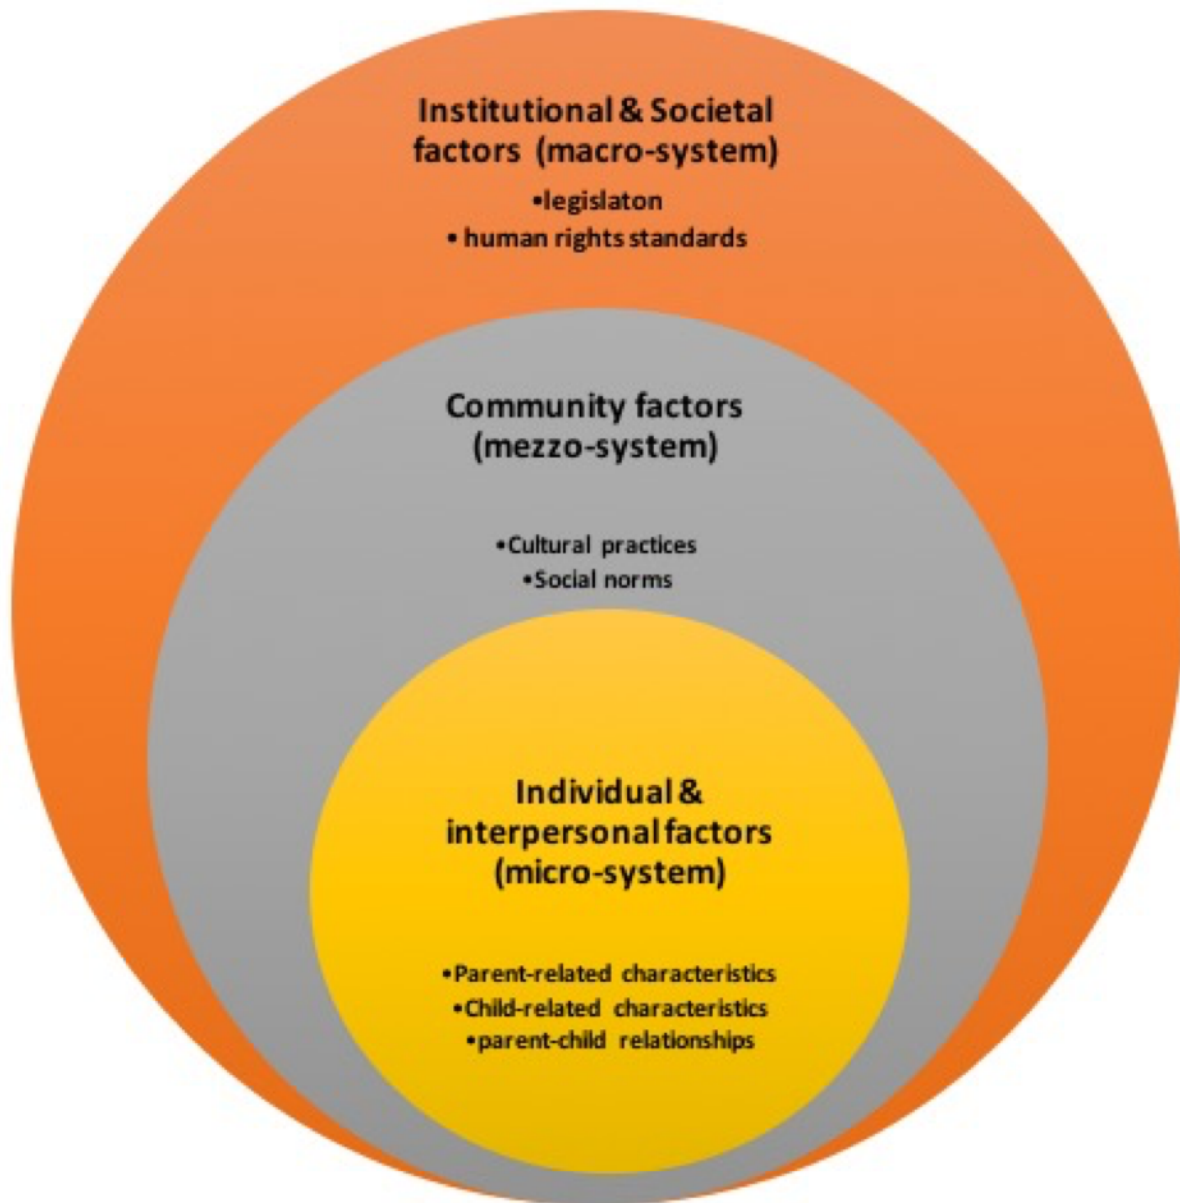 Institutional & Societal
factors (macro-system)
•legislaton
• human rights standards
Community factors
(mezzo-system)
•Cultural practices
•Social norms
Individual &
interpersonal factors
(micro-system)
•Parent-related characteristics
•Child-related characteristics
•parent-child relationships